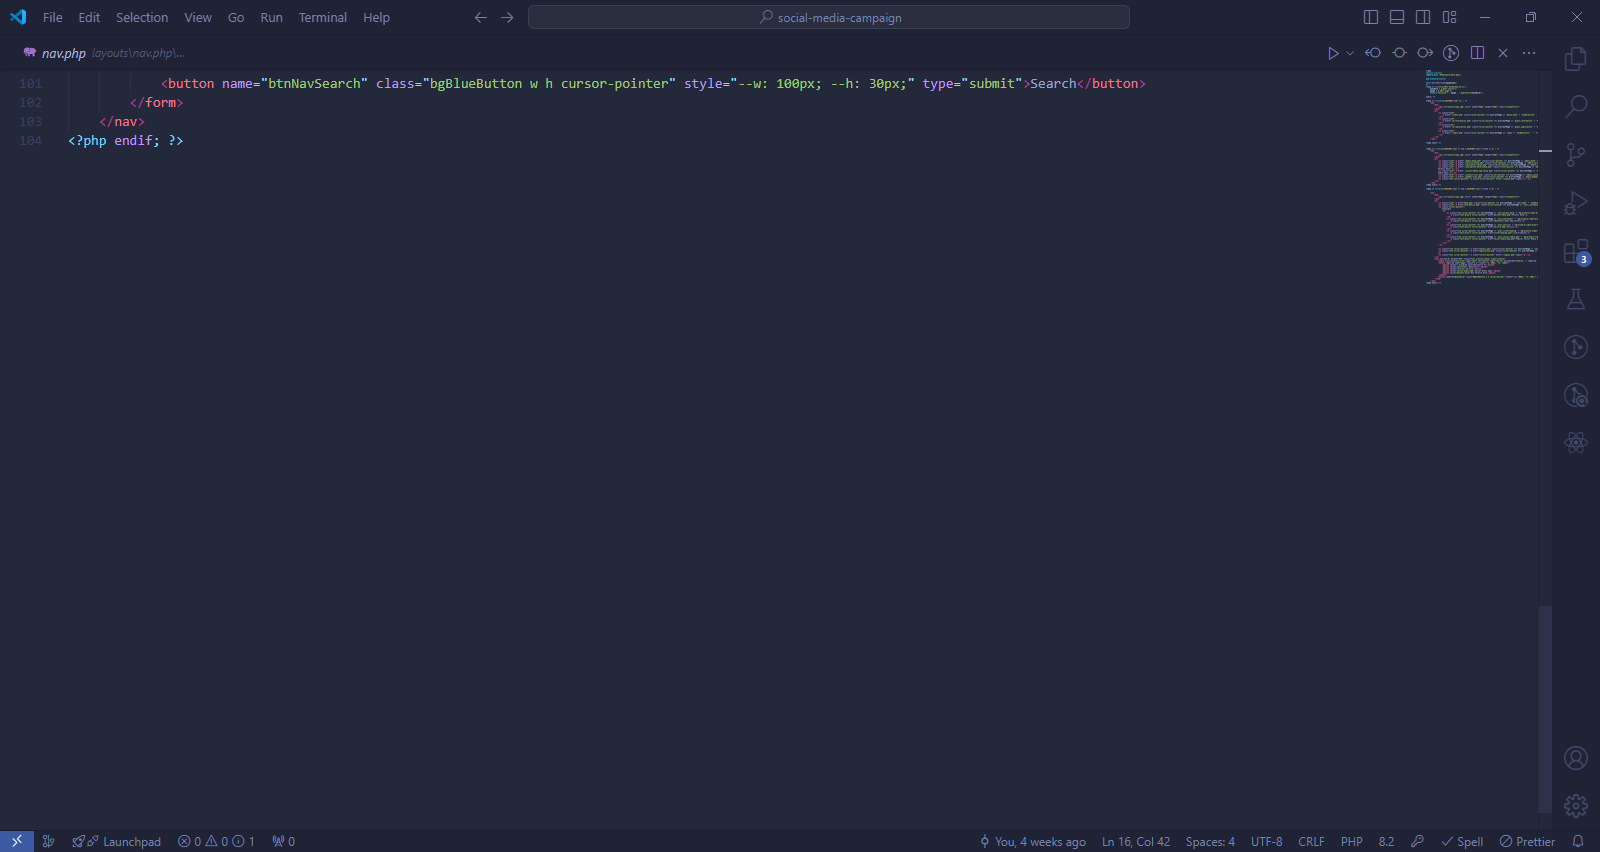 File Edit Selection View Go Run Terminal Help
social-media-campaign
nav.php layouts\nav.php\...
101 <button name="btnNavSearch" class="bgBlueButton w h cursor-pointer" style="--w: 100px; --h: 30px;" type="submit">Search</button>
102 </form>
103 </nav>
104 <?php endif; ?>
3
Launchpad 0 0 1 0 You, 4 weeks ago Ln 16, Col 42 Spaces: 4 UTF-8 CRLF PHP 8.2 Spell Prettier